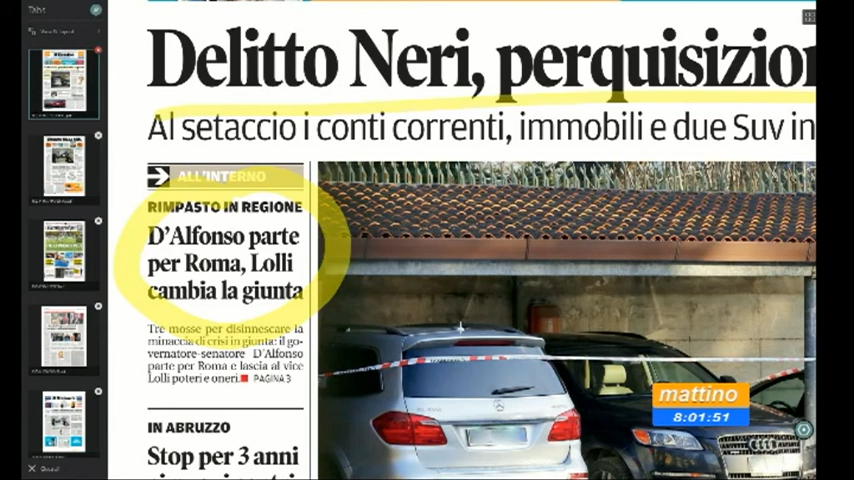 Tabs
Delitto Neri, perquisizio
Al setaccio i conti correnti, immobili e due Suv in
ALL'INTERNO
RIMPASTO IN REGIONE
D'Alfonso parte
per Roma, Lolli
cambia la giunta
Tre mosse per disinnescare la
minaccia di crisi in giunta: il go-
vernatore-senatore D'Alfonso
parte per Roma e lascia al vice
Lolli poteri e oneri. PAGINA 3
IN ABRUZZO
Stop per 3 anni
mattino
8:01:51